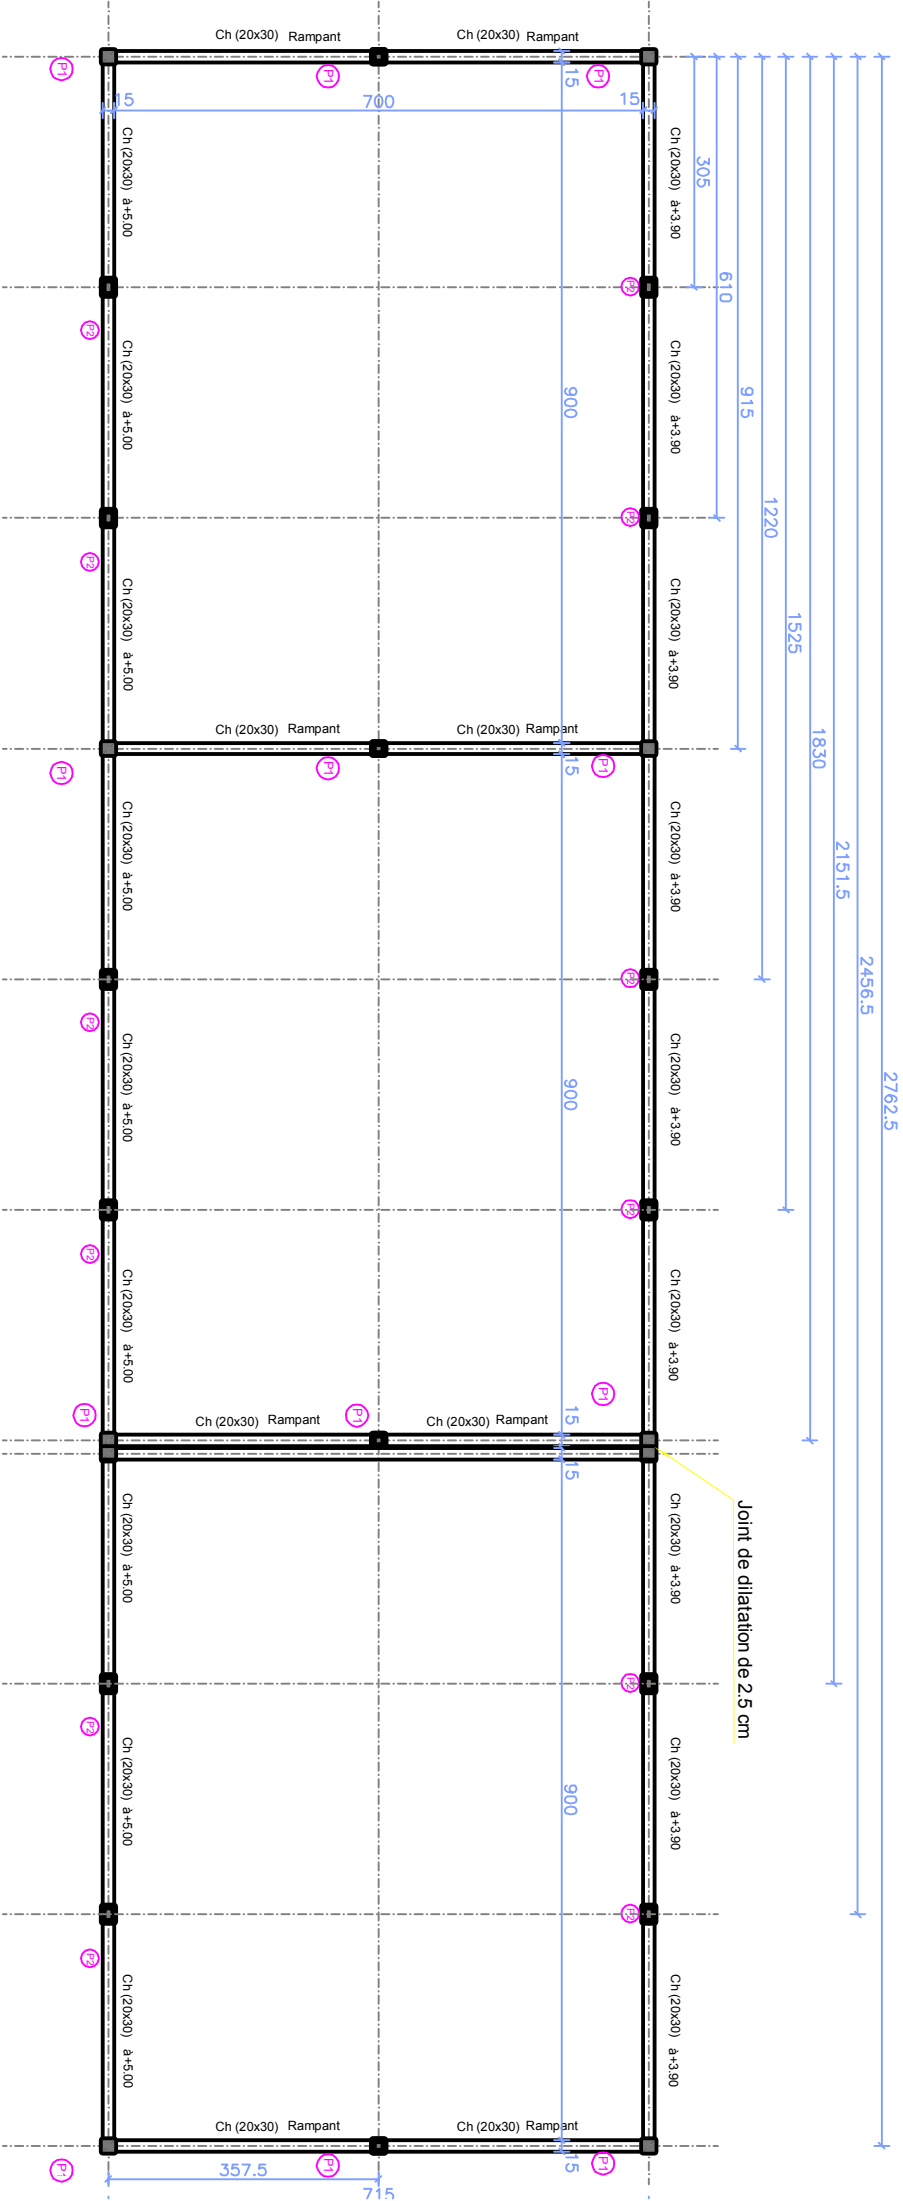 Ch (20x30) Rampant
Ch (20x30) Rampant
P1
P1
P1
15
15
700
15
Ch (20x30) à+5.00
Ch (20x30) à+3.90
305
P2
610
P2
Ch (20x30) à+5.00
Ch (20x30) à+3.90
900
915
P2
1220
P2
Ch (20x30) à+5.00
Ch (20x30) à+3.90
1525
Ch (20x30) Rampant
Ch (20x30) Rampant
1830
P1
P1
P1
15
Ch (20x30) à+5.00
Ch (20x30) à+3.90
2151.5
2456.5
P2
P2
Ch (20x30) à+5.00
Ch (20x30) à+3.90
900
2762.5
P2
P2
Ch (20x30) à+5.00
Ch (20x30) à+3.90
P1
P1
P1
Ch (20x30) Rampant
Ch (20x30) Rampant
15
15
Joint de dilatation de 2.5 cm
Ch (20x30) à+5.00
Ch (20x30) à+3.90
P2
P2
Ch (20x30) à+5.00
Ch (20x30) à+3.90
900
P2
P2
Ch (20x30) à+5.00
Ch (20x30) à+3.90
Ch (20x30) Rampant
Ch (20x30) Rampant
P1
P1
P1
15
357.5
715